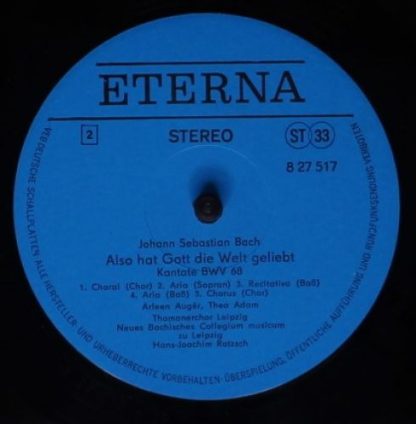 ETERNA
2 STEREO ST 33
8 27 517
Johann Sebastian Bach
Also hat Gott die Welt geliebt
Kantate BWV 68
1. Choral (Chor) 2. Aria (Sopran) 3. Recitativo (Baß)
4. Aria (Baß) 5. Chorus (Chor)
Arleen Augér, Theo Adam
Thomanerchor Leipzig
Neues Bachisches Collegium musicum
zu Leipzig
Hans-Joachim Rotzsch
VEB DEUTSCHE SCHALLPLATTEN · ALLE HERSTELLER- UND URHEBERRECHTE VORBEHALTEN · ÜBERSPIELUNG, ÖFFENTLICHE AUFFÜHRUNG UND RUNDFUNKSENDUNG VERBOTEN